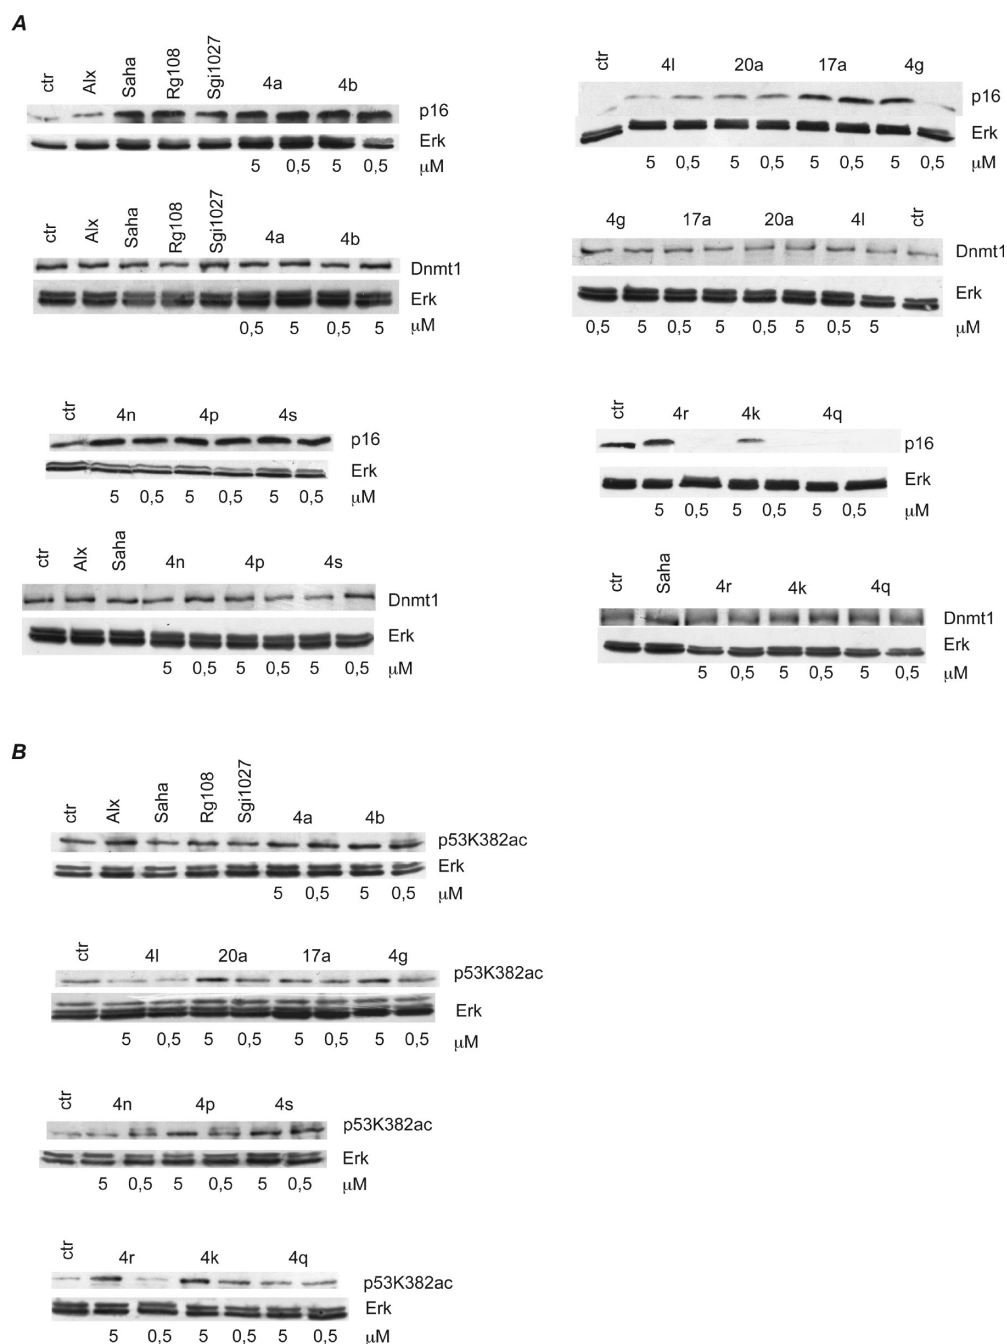 A
ctr Alx Saha Rg108 Sgi1027 4a 4b
p16
Erk
5 0,5 5 0,5 μM
ctr 4l 20a 17a 4g
p16
Erk
5 0,5 5 0,5 5 0,5 5 0,5 μM
ctr Alx Saha Rg108 Sgi1027 4a 4b
Dnmt1
Erk
0,5 5 0,5 5 μM
4g 17a 20a 4l ctr
Dnmt1
Erk
0,5 5 0,5 5 0,5 5 0,5 5 μM
ctr 4n 4p 4s
p16
Erk
5 0,5 5 0,5 5 0,5 μM
ctr 4r 4k 4q
p16
Erk
5 0,5 5 0,5 5 0,5 μM
ctr Alx Saha 4n 4p 4s
Dnmt1
Erk
5 0,5 5 0,5 5 0,5 μM
ctr Saha 4r 4k 4q
Dnmt1
Erk
5 0,5 5 0,5 5 0,5 μM
B
ctr Alx Saha Rg108 Sgi1027 4a 4b
p53K382ac
Erk
5 0,5 5 0,5 μM
ctr 4l 20a 17a 4g
p53K382ac
Erk
5 0,5 5 0,5 5 0,5 5 0,5 μM
ctr 4n 4p 4s
p53K382ac
Erk
5 0,5 5 0,5 5 0,5 μM
ctr 4r 4k 4q
p53K382ac
Erk
5 0,5 5 0,5 5 0,5 μM